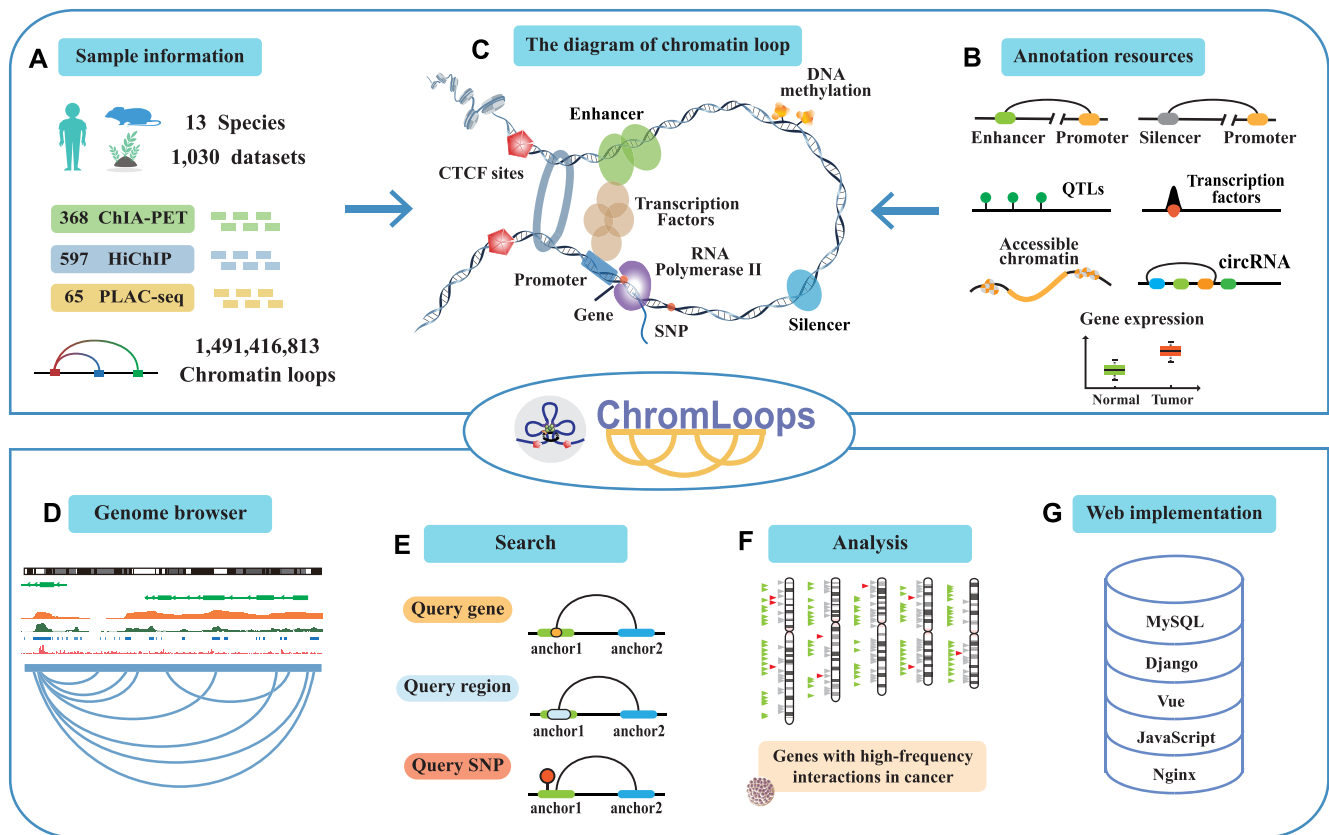 A
Sample information
13 Species
1,030 datasets
368 ChIA-PET
597 HiChIP
65 PLAC-seq
1,491,416,813
Chromatin loops
C
The diagram of chromatin loop
DNA
methylation
Enhancer
CTCF sites
Transcription
Factors
RNA
Polymerase II
Promoter
Gene
SNP
Silencer
B
Annotation resources
Enhancer Promoter
Silencer Promoter
QTLs
Transcription
factors
Accessible
chromatin
circRNA
Gene expression
Normal Tumor
ChromLoops
D
Genome browser
E
Search
Query gene
anchor1 anchor2
Query region
anchor1 anchor2
Query SNP
anchor1 anchor2
F
Analysis
Genes with high-frequency
interactions in cancer
G
Web implementation
MySQL
Django
Vue
JavaScript
Nginx